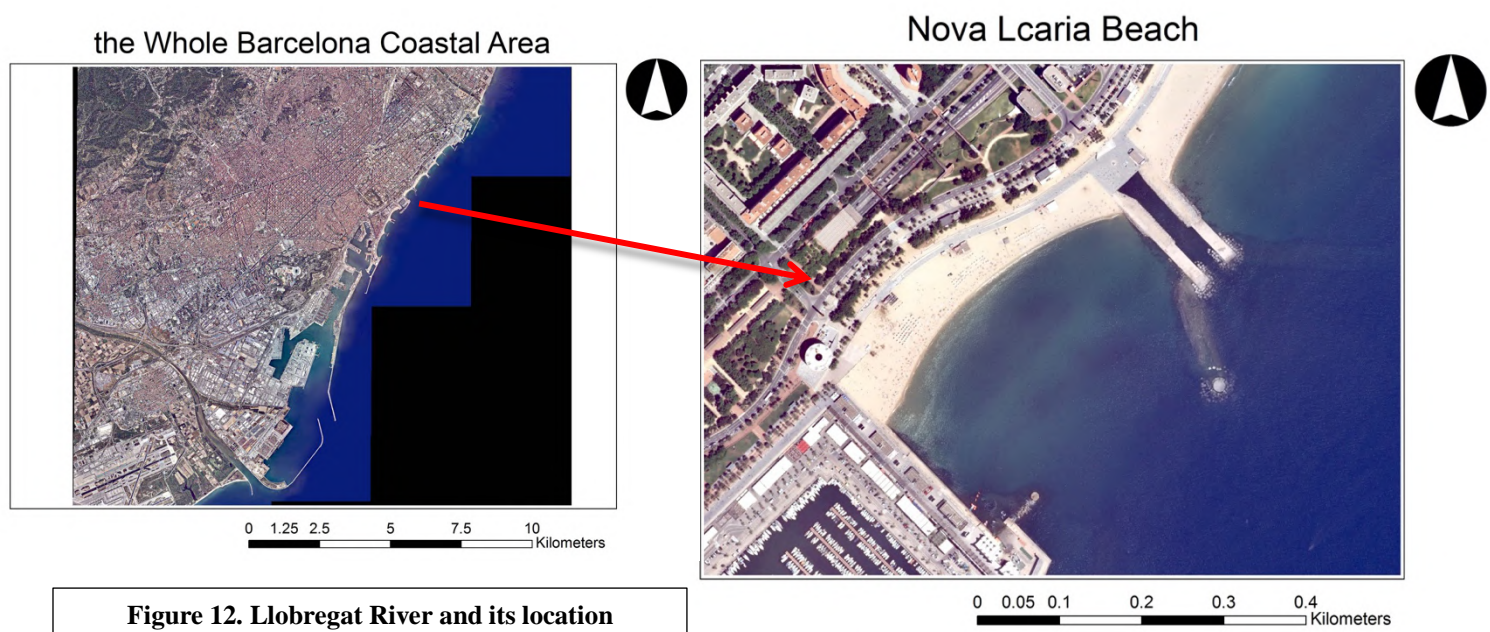 the Whole Barcelona Coastal Area
Nova Lcaria Beach
0 1.25 2.5 5 7.5 10
Kilometers
Figure 12. Llobregat River and its location
0 0.05 0.1 0.2 0.3 0.4
Kilometers